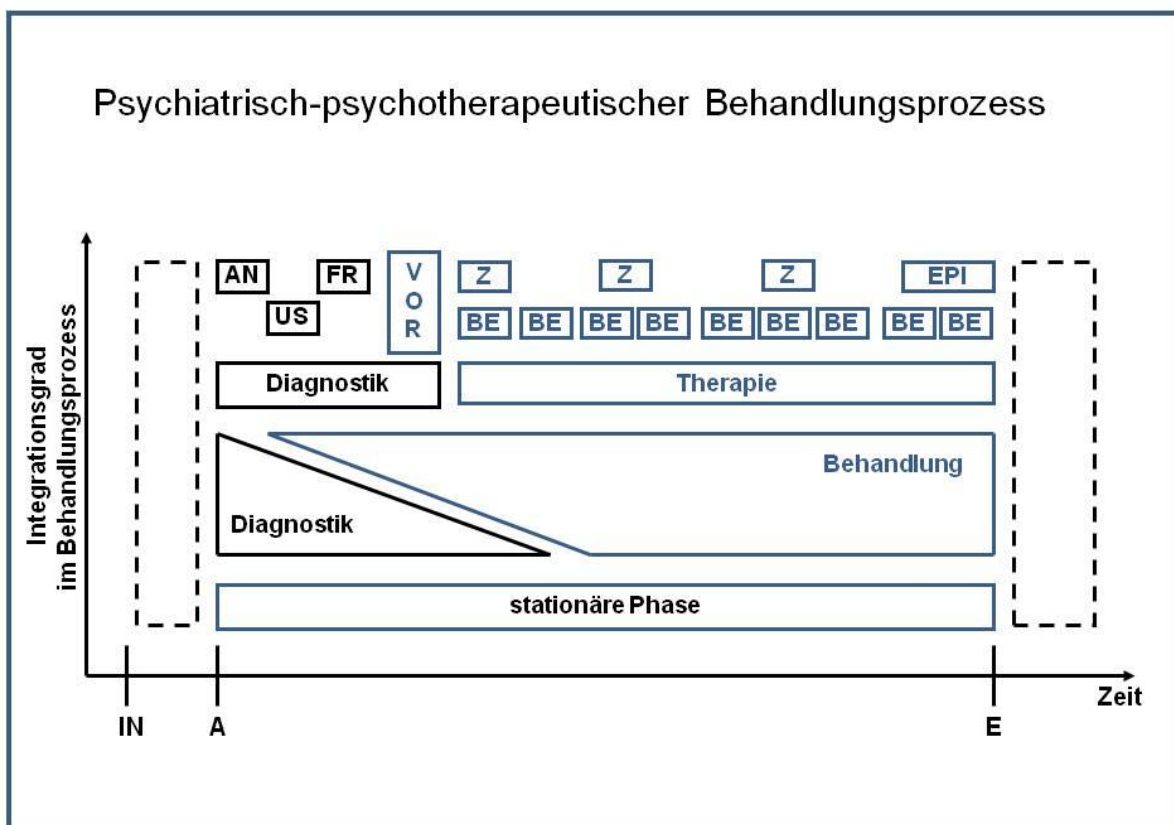 Psychiatrisch-psychotherapeutischer Behandlungsprozess
Integrationsgrad
im Behandlungsprozess
AN
FR
US
V
O
R
Z
Z
Z
EPI
BE
BE
BE
BE
BE
BE
BE
BE
BE
Diagnostik
Therapie
Behandlung
Diagnostik
stationäre Phase
Zeit
IN
A
E